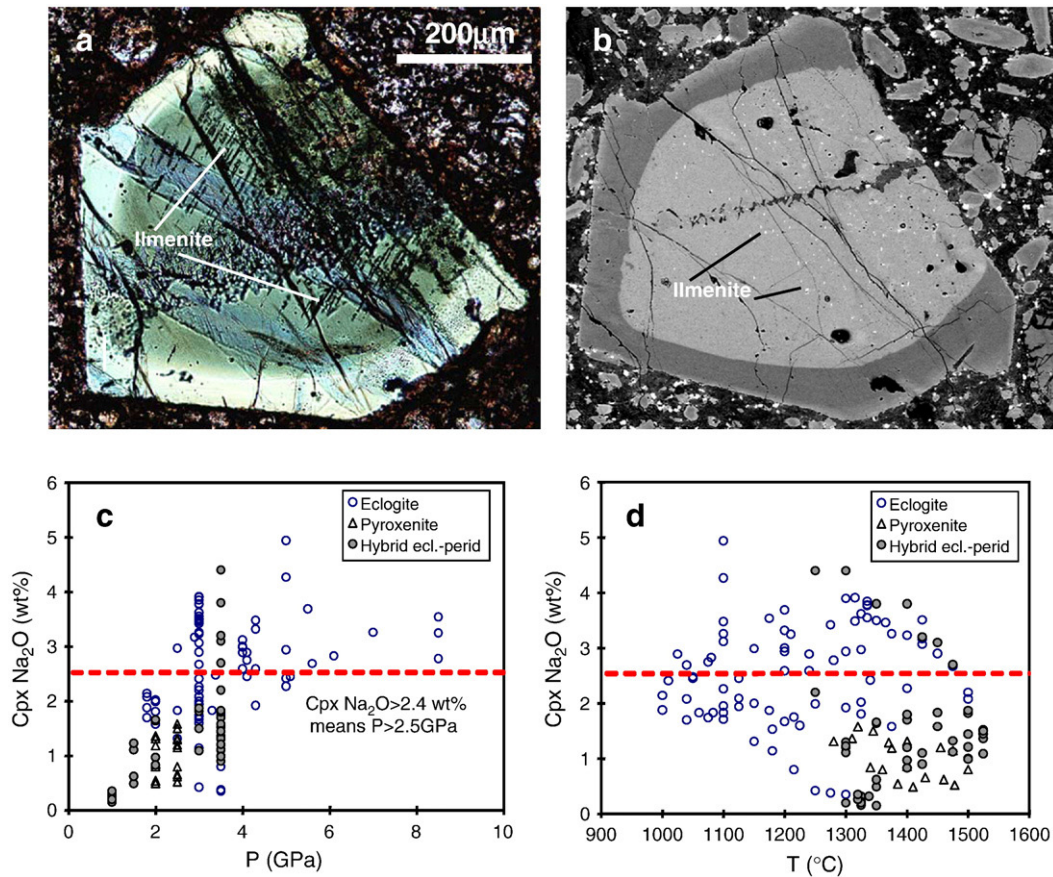 a
200µm
Ilmenite
b
Ilmenite
6
5
4
3
2
1
0
Cpx Na₂O (wt%)
c
Eclogite
Pyroxenite
Hybrid ecl.-perid
Cpx Na₂O>2.4 wt%
means P>2.5GPa
0 2 4 6 8 10
P (GPa)
6
5
4
3
2
1
0
Cpx Na₂O (wt%)
d
Eclogite
Pyroxenite
Hybrid ecl.-perid
900 1000 1100 1200 1300 1400 1500 1600
T (°C)